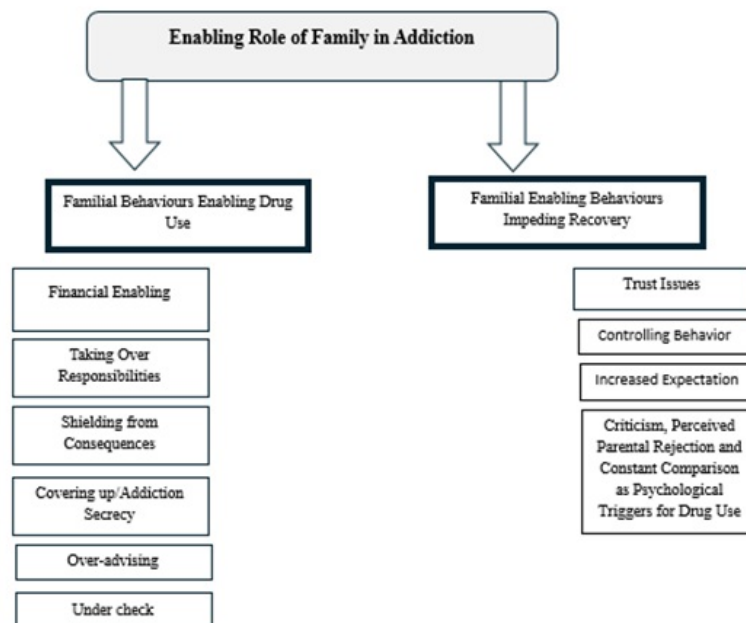 Enabling Role of Family in Addiction
Familial Behaviours Enabling Drug
Use
Familial Enabling Behaviours
Impeding Recovery
Financial Enabling
Taking Over
Responsibilities
Shielding from
Consequences
Covering up/Addiction
Secrecy
Over-advising
Under check
Trust Issues
Controlling Behavior
Increased Expectation
Criticism, Perceived
Parental Rejection and
Constant Comparison
as Psychological
Triggers for Drug Use